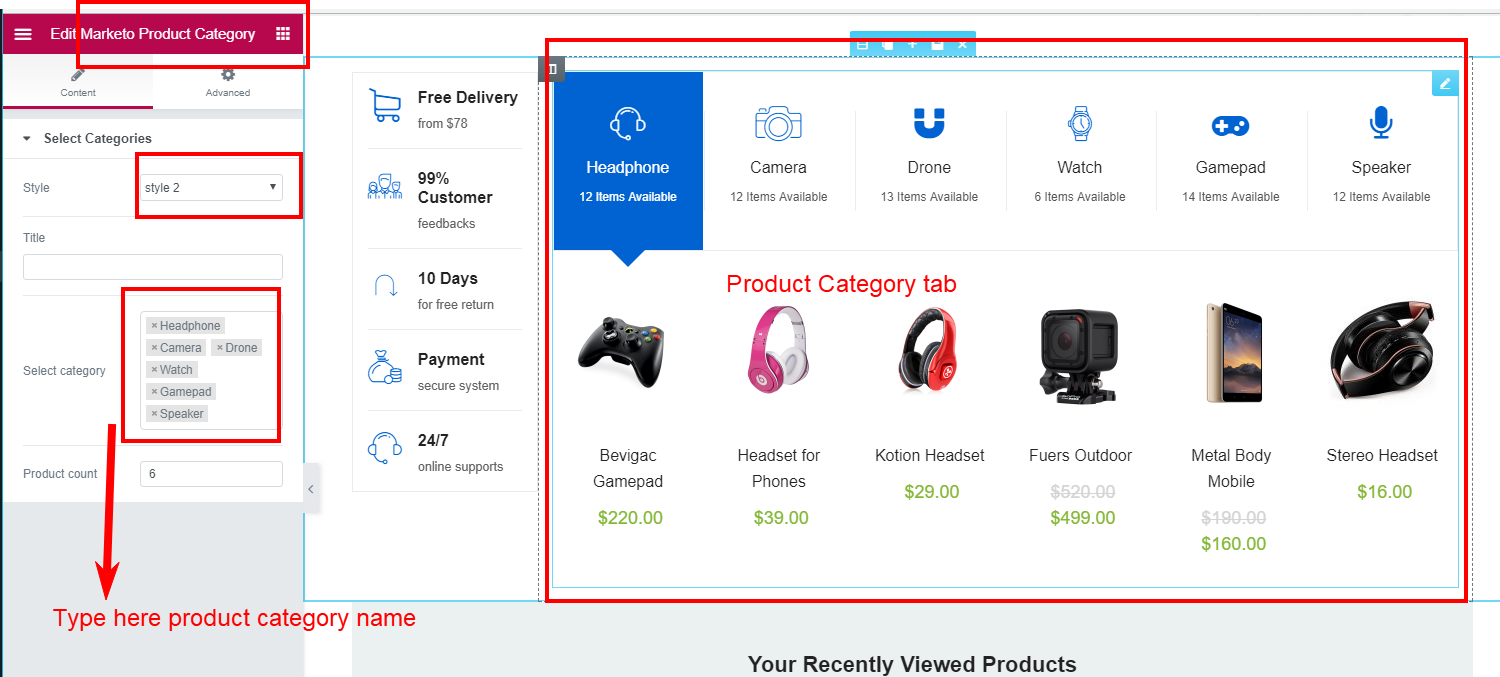 Edit Marketo Product Category
Content
Advanced
Select Categories
Style
style 2
Title
Select category
× Headphone
× Camera × Drone
× Watch
× Gamepad
× Speaker
Product count
6
Type here product category name
Free Delivery
from $78
99%
Customer
feedbacks
10 Days
for free return
Payment
secure system
24/7
online supports
Headphone
12 Items Available
Camera
12 Items Available
Drone
13 Items Available
Watch
6 Items Available
Gamepad
14 Items Available
Speaker
12 Items Available
Product Category tab
Bevigac
Gamepad
$220.00
Headset for
Phones
$39.00
Kotion Headset
$29.00
Fuers Outdoor
$520.00
$499.00
Metal Body
Mobile
$190.00
$160.00
Stereo Headset
$16.00
Your Recently Viewed Products